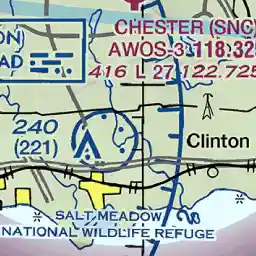 CHESTER (SNC)
AWOS-3 118.325
416 L 27 122.725
240
(221)
Clinton
SALT MEADOW
NATIONAL WILDLIFE REFUGE